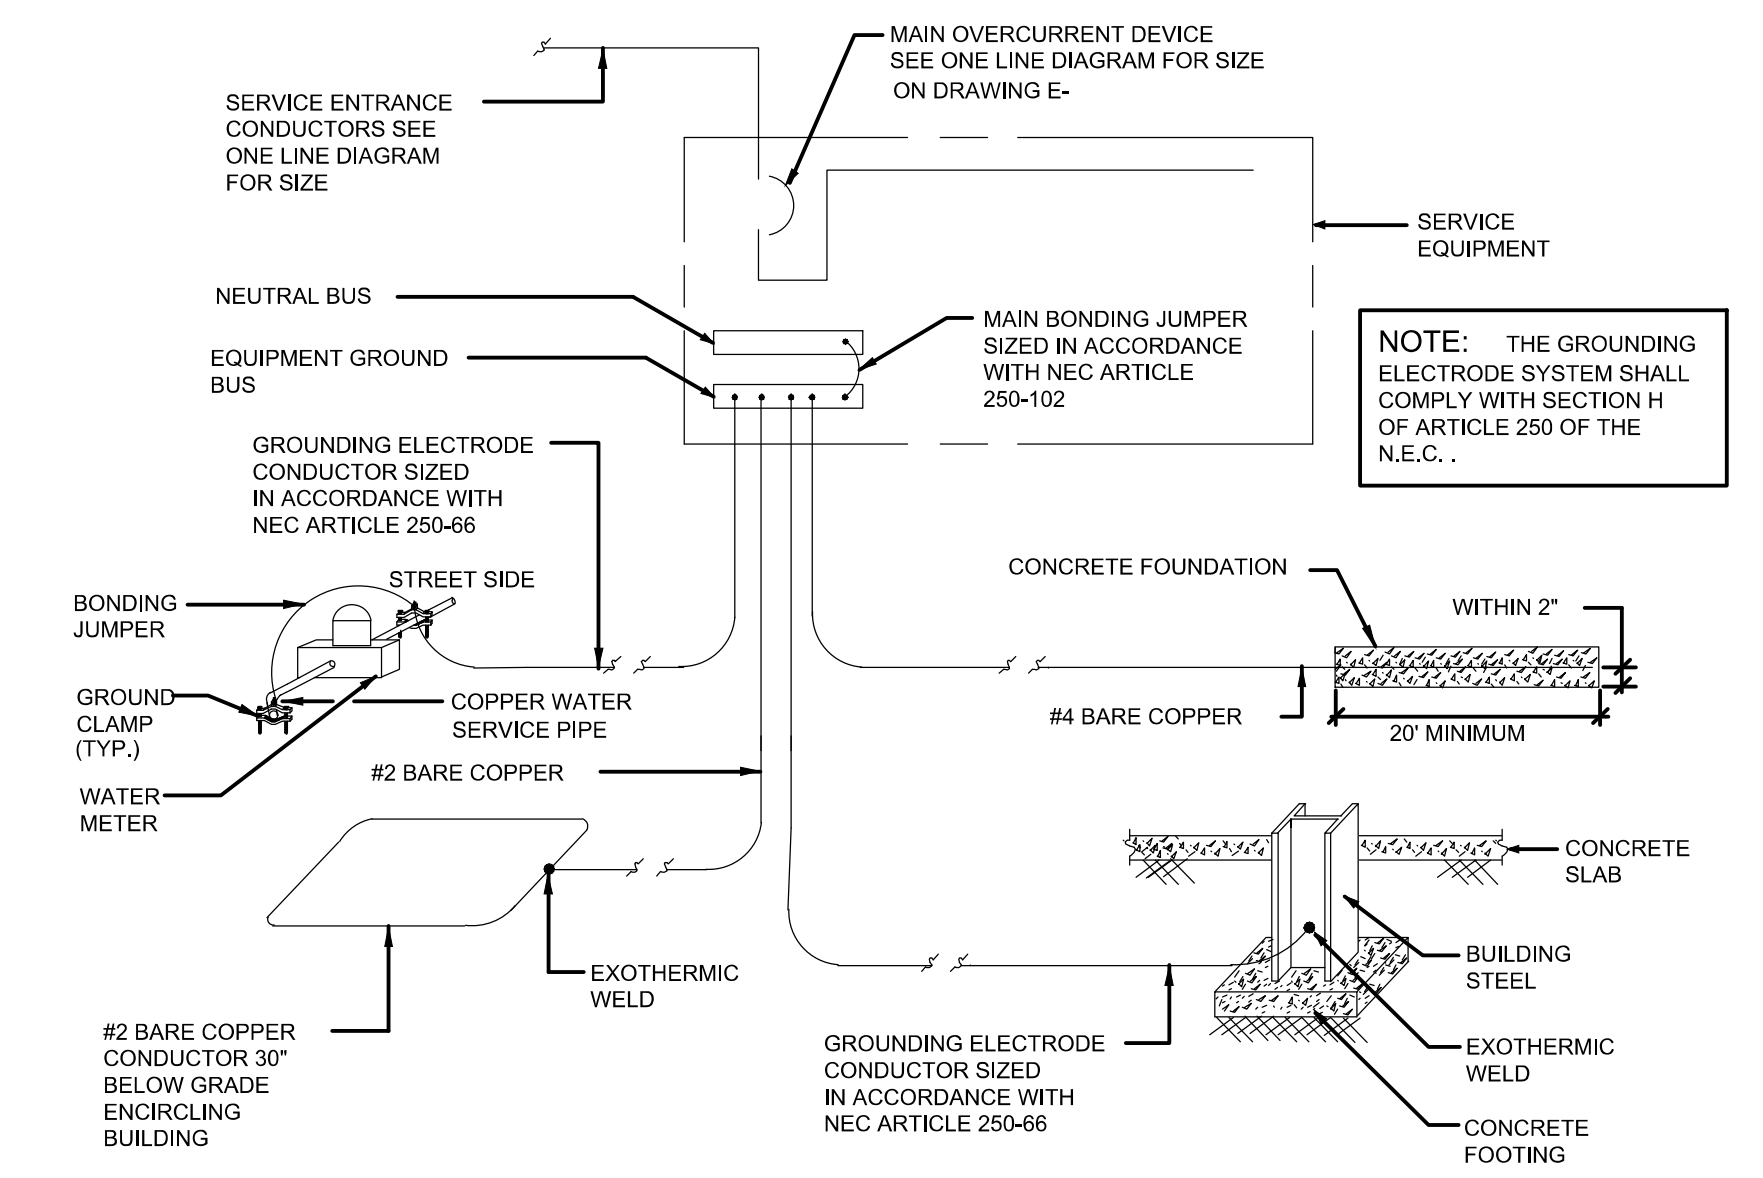 MAIN OVERCURRENT DEVICE
SEE ONE LINE DIAGRAM FOR SIZE
ON DRAWING E-
SERVICE ENTRANCE
CONDUCTORS SEE
ONE LINE DIAGRAM
FOR SIZE
SERVICE
EQUIPMENT
NEUTRAL BUS
EQUIPMENT GROUND
BUS
MAIN BONDING JUMPER
SIZED IN ACCORDANCE
WITH NEC ARTICLE
250-102
NOTE: THE GROUNDING
ELECTRODE SYSTEM SHALL
COMPLY WITH SECTION H
OF ARTICLE 250 OF THE
N.E.C. .
GROUNDING ELECTRODE
CONDUCTOR SIZED
IN ACCORDANCE WITH
NEC ARTICLE 250-66
STREET SIDE
BONDING
JUMPER
GROUND
CLAMP
(TYP.)
COPPER WATER
SERVICE PIPE
WATER
METER
CONCRETE FOUNDATION
WITHIN 2"
#4 BARE COPPER
20' MINIMUM
#2 BARE COPPER
CONCRETE
SLAB
BUILDING
STEEL
EXOTHERMIC
WELD
#2 BARE COPPER
CONDUCTOR 30"
BELOW GRADE
ENCIRCLING
BUILDING
GROUNDING ELECTRODE
CONDUCTOR SIZED
IN ACCORDANCE WITH
NEC ARTICLE 250-66
EXOTHERMIC
WELD
CONCRETE
FOOTING